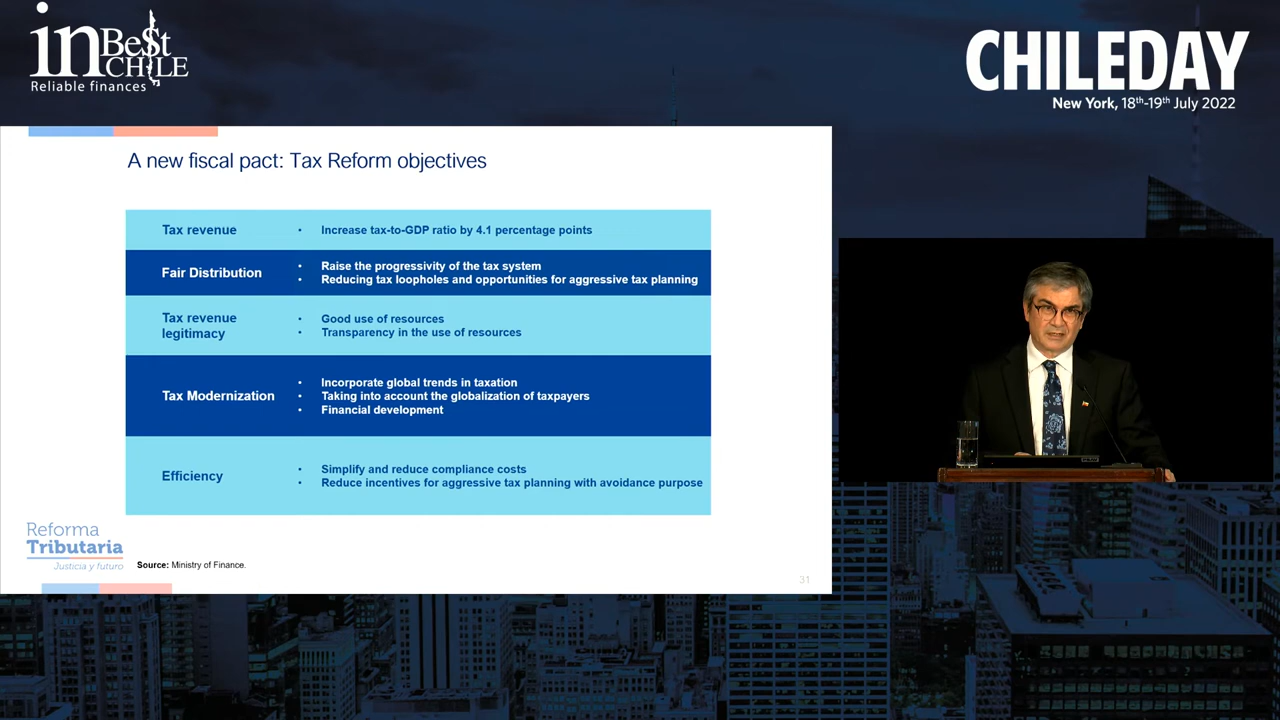 in BeSt
CHiLE
Reliable finances
CHILEDAY
New York, 18th-19th July 2022
A new fiscal pact: Tax Reform objectives
Tax revenue
• Increase tax-to-GDP ratio by 4.1 percentage points
Fair Distribution
• Raise the progressivity of the tax system
• Reducing tax loopholes and opportunities for aggressive tax planning
Tax revenue
legitimacy
• Good use of resources
• Transparency in the use of resources
Tax Modernization
• Incorporate global trends in taxation
• Taking into account the globalization of taxpayers
• Financial development
Efficiency
• Simplify and reduce compliance costs
• Reduce incentives for aggressive tax planning with avoidance purpose
Reforma
Tributaria
Justicia y futuro
Source: Ministry of Finance.
31